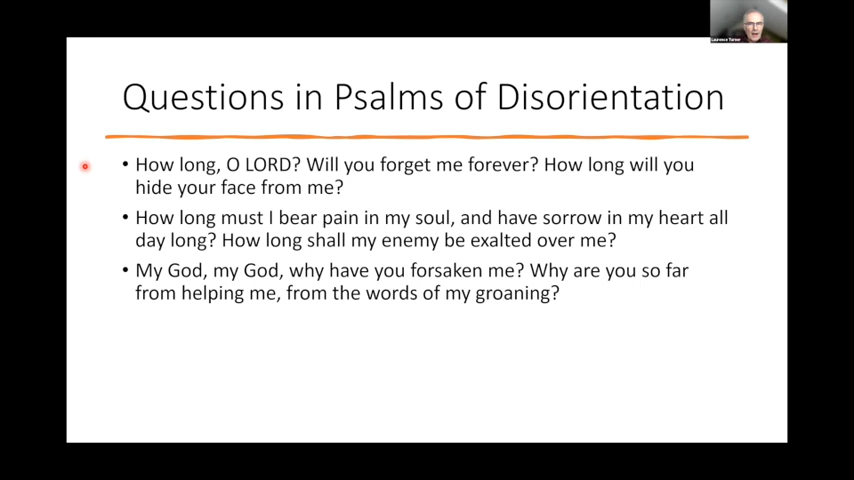 Laurence Turner
Questions in Psalms of Disorientation
• How long, O LORD? Will you forget me forever? How long will you
hide your face from me?
• How long must I bear pain in my soul, and have sorrow in my heart all
day long? How long shall my enemy be exalted over me?
• My God, my God, why have you forsaken me? Why are you so far
from helping me, from the words of my groaning?